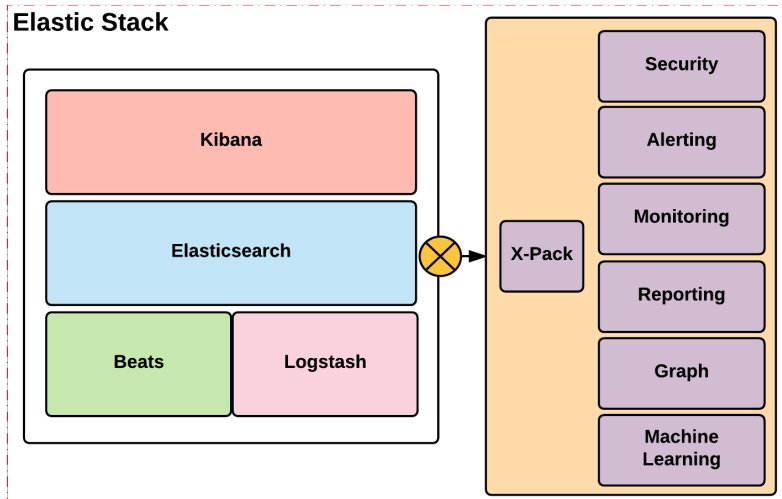 Elastic Stack
Kibana
Elasticsearch
Beats
Logstash
X-Pack
Security
Alerting
Monitoring
Reporting
Graph
Machine
Learning